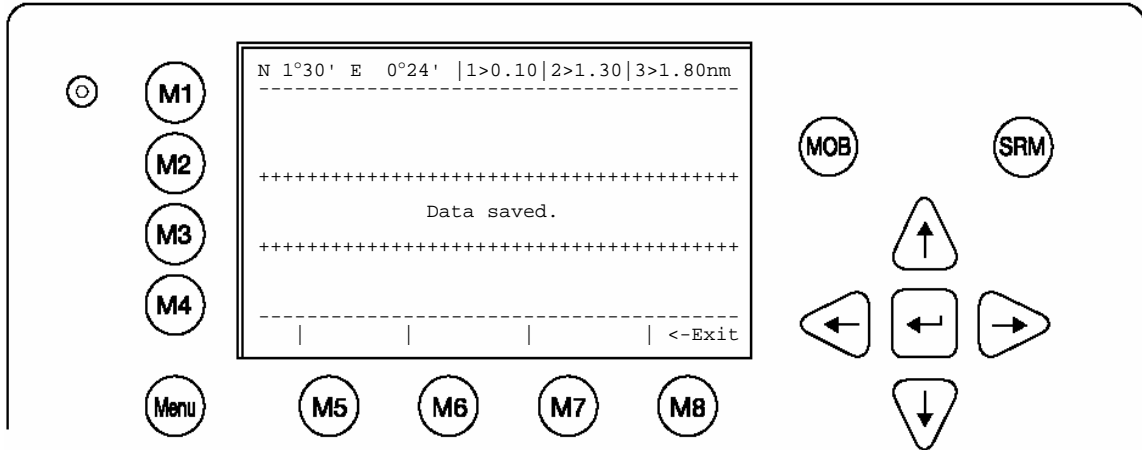 N 1°30' E  0°24' |1>0.10|2>1.30|3>1.80nm
----------------------------------------
++++++++++++++++++++++++++++++++++++++++
Data saved.
++++++++++++++++++++++++++++++++++++++++
----------------------------------------
| | | | <-Exit
M1
M2
M3
M4
Menu
M5
M6
M7
M8
MOB
SRM